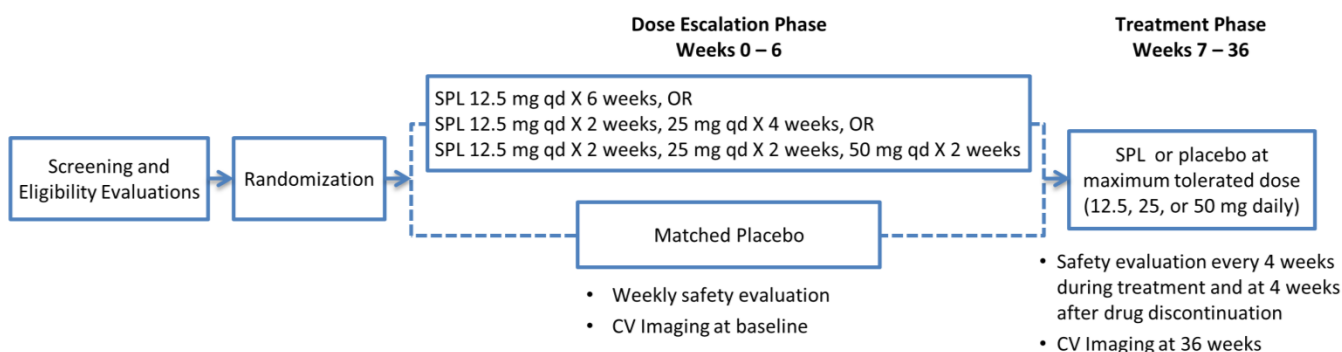 Dose Escalation Phase
Weeks 0 – 6
Treatment Phase
Weeks 7 – 36
Screening and
Eligibility Evaluations
Randomization
SPL 12.5 mg qd X 6 weeks, OR
SPL 12.5 mg qd X 2 weeks, 25 mg qd X 4 weeks, OR
SPL 12.5 mg qd X 2 weeks, 25 mg qd X 2 weeks, 50 mg qd X 2 weeks
Matched Placebo
• Weekly safety evaluation
• CV Imaging at baseline
SPL or placebo at
maximum tolerated dose
(12.5, 25, or 50 mg daily)
• Safety evaluation every 4 weeks
during treatment and at 4 weeks
after drug discontinuation
• CV Imaging at 36 weeks